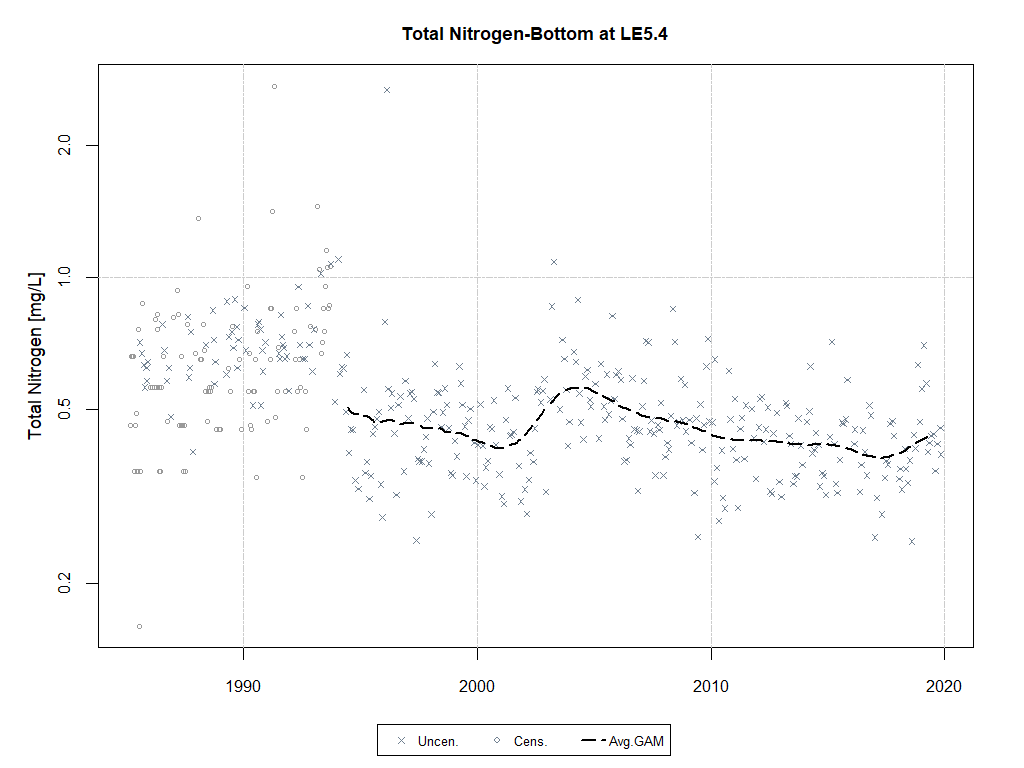 Total Nitrogen-Bottom at LE5.4
Total Nitrogen [mg/L]
2.0
1.0
0.5
0.2
1990 2000 2010 2020
Uncen. Cens. Avg.GAM